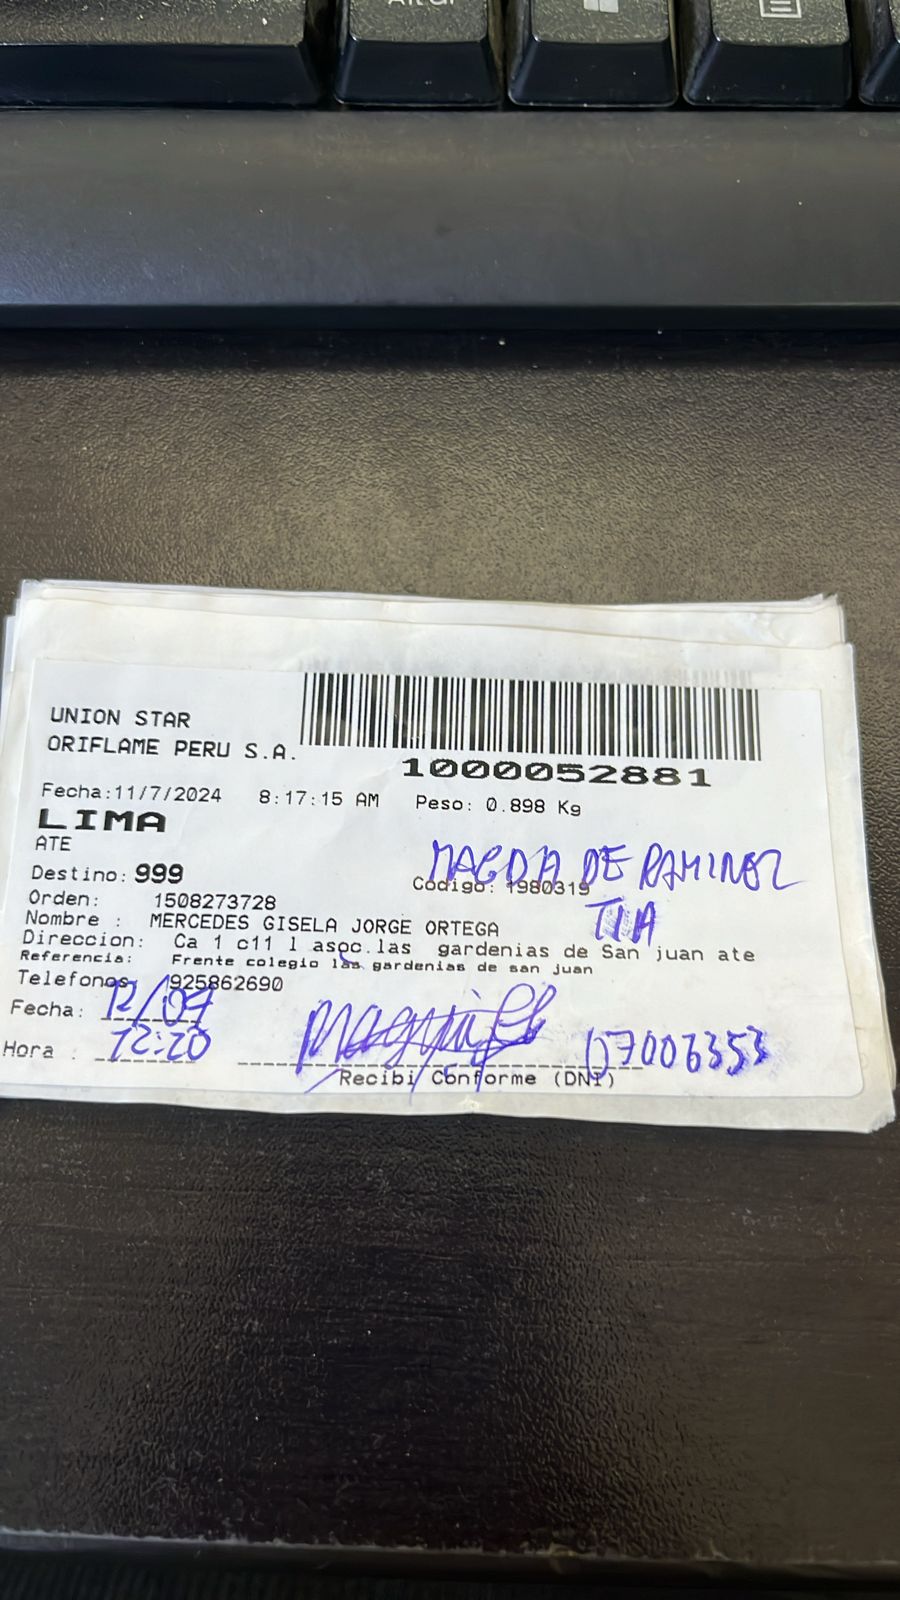 Altar
UNION STAR
ORIFLAME PERU S.A.
1000052881
Fecha:11/7/2024 8:17:15 AM Peso: 0.898 Kg
LIMA
ATE
MAGDA DE RAMIREZ
Destino: 999
Codigo: 1980319
Orden: 1508273728
TIA
Nombre : MERCEDES GISELA JORGE ORTEGA
Direccion: Ca 1 c11 l asoc.las gardenias de San juan ate
Referencia: Frente colegio las gardenias de san juan
Telefonos 925862690
Fecha: 12/07
Hora : 12:20
07006353
Recibi Conforme (DNI)